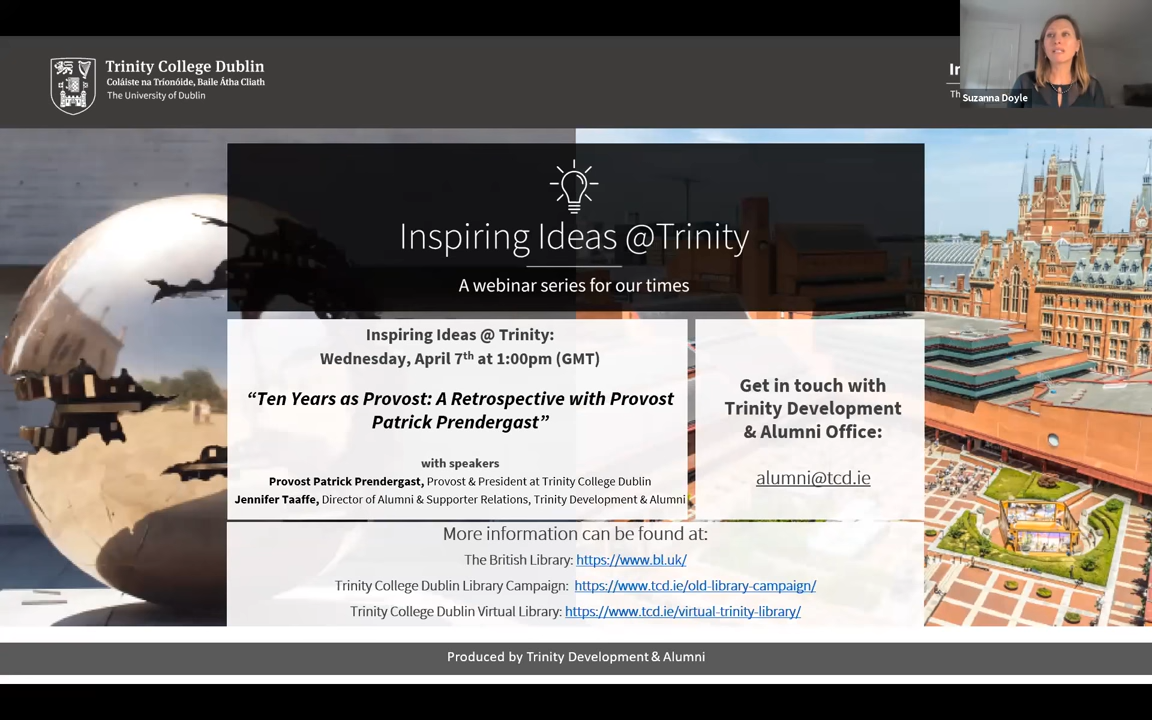 Trinity College Dublin
Coláiste na Tríonóide, Baile Átha Cliath
The University of Dublin
Suzanna Doyle
Inspiring Ideas @Trinity
A webinar series for our times
Inspiring Ideas @ Trinity:
Wednesday, April 7th at 1:00pm (GMT)
“Ten Years as Provost: A Retrospective with Provost
Patrick Prendergast”
with speakers
Provost Patrick Prendergast, Provost & President at Trinity College Dublin
Jennifer Taaffe, Director of Alumni & Supporter Relations, Trinity Development & Alumni
Get in touch with
Trinity Development
& Alumni Office:
alumni@tcd.ie
More information can be found at:
The British Library: https://www.bl.uk/
Trinity College Dublin Library Campaign: https://www.tcd.ie/old-library-campaign/
Trinity College Dublin Virtual Library: https://www.tcd.ie/virtual-trinity-library/
Produced by Trinity Development & Alumni